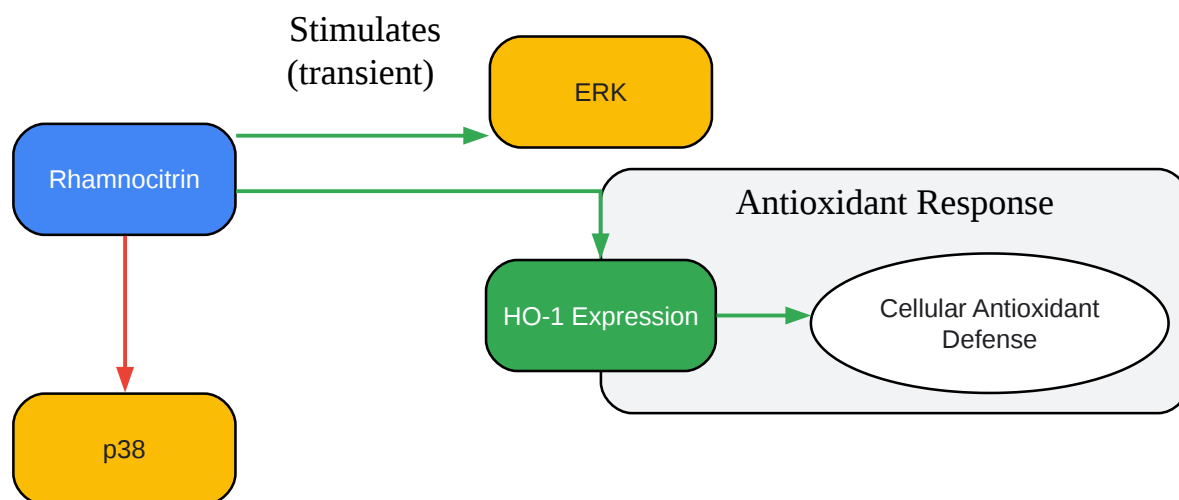 Stimulates
(transient)
ERK
Rhamnocitrin
Antioxidant Response
HO-1 Expression
Cellular Antioxidant
Defense
p38